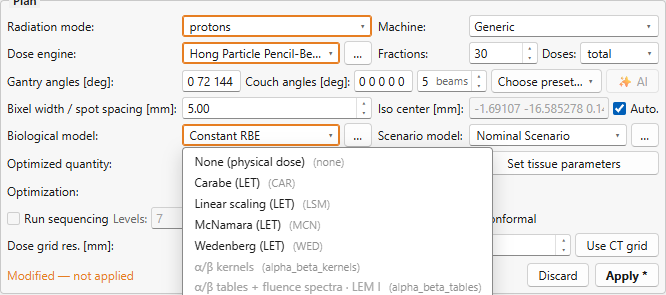 Plan
Radiation mode: protons Machine: Generic
Dose engine: Hong Particle Pencil-Be... ... Fractions: 30 Doses: total
Gantry angles [deg]: 0 72 144 Couch angles [deg]: 0 0 0 0 0 5 beams Choose preset... AI
Bixel width / spot spacing [mm]: 5.00 Iso center [mm]: -1.69107 -16.585278 0.14 Auto.
Biological model: Constant RBE ... Scenario model: Nominal Scenario ...
None (physical dose) (none)
Optimized quantity: Set tissue parameters
Carabe (LET) (CAR)
Optimization:
Linear scaling (LET) (LSM)
Run sequencing Levels: 7 onformal
McNamara (LET) (MCN)
Dose grid res. [mm]: Use CT grid
Wedenberg (LET) (WED)
α/β kernels (alpha_beta_kernels)
Modified — not applied Discard Apply *
α/β tables + fluence spectra · LEM I (alpha_beta_tables)